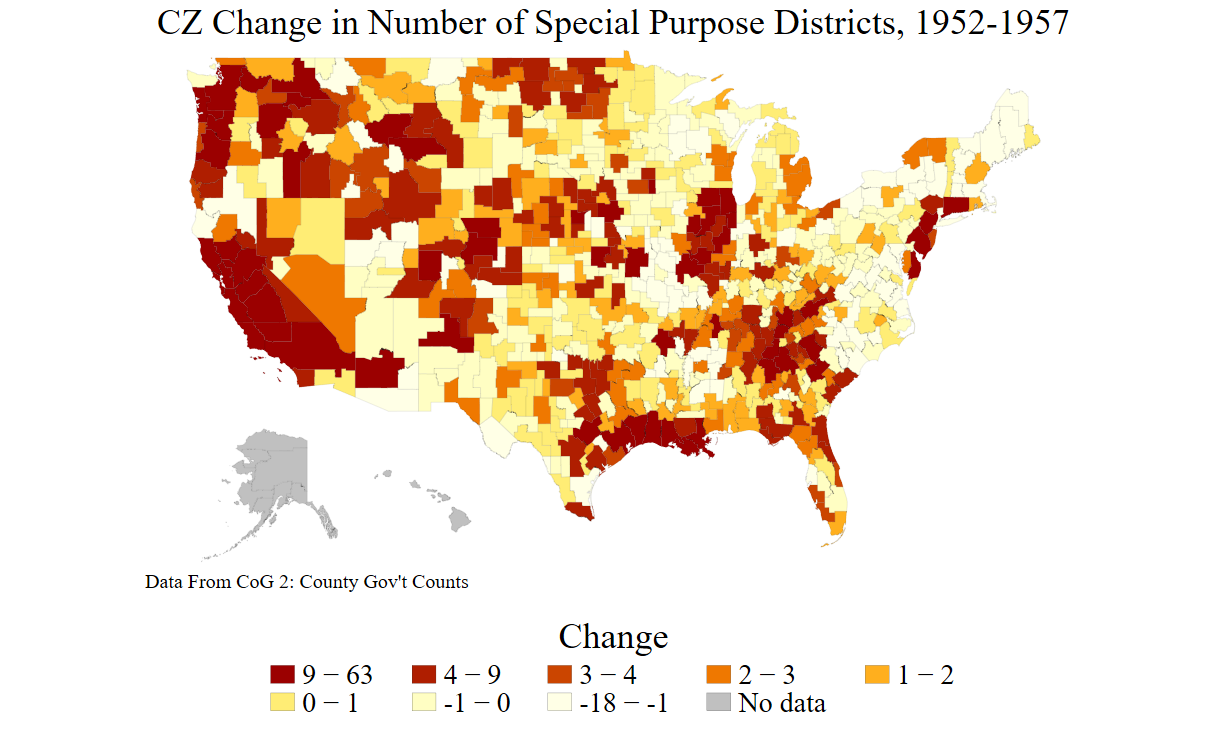 CZ Change in Number of Special Purpose Districts, 1952-1957
Data From CoG 2: County Gov't Counts
Change
9 − 63 4 − 9 3 − 4 2 − 3 1 − 2
0 − 1 -1 − 0 -18 − -1 No data